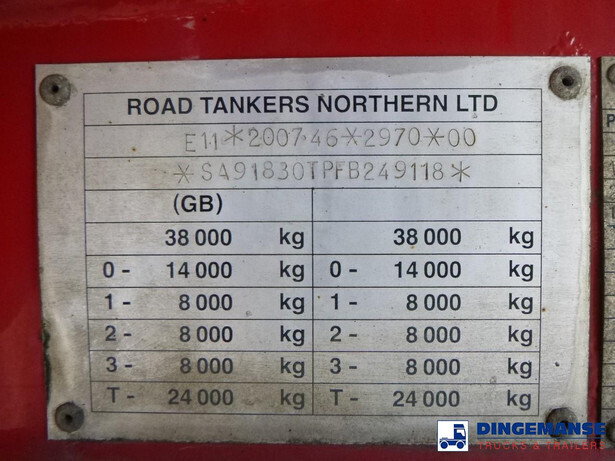 ROAD TANKERS NORTHERN LTD
E11*2007 46*2970*00
*SA91830TPFB249118*
(GB)
38 000 kg 38 000 kg
0 - 14 000 kg 0 - 14 000 kg
1 - 8 000 kg 1 - 8 000 kg
2 - 8 000 kg 2 - 8 000 kg
3 - 8 000 kg 3 - 8 000 kg
T - 24 000 kg T - 24 000 kg
P
DINGEMANSE
TRUCKS & TRAILERS